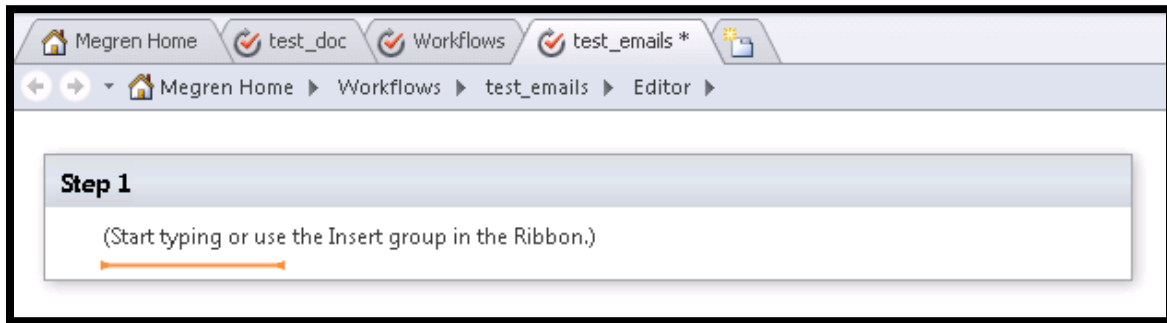 Megren Home test_doc Workflows test_emails *
Megren Home Workflows test_emails Editor
Step 1
(Start typing or use the Insert group in the Ribbon.)